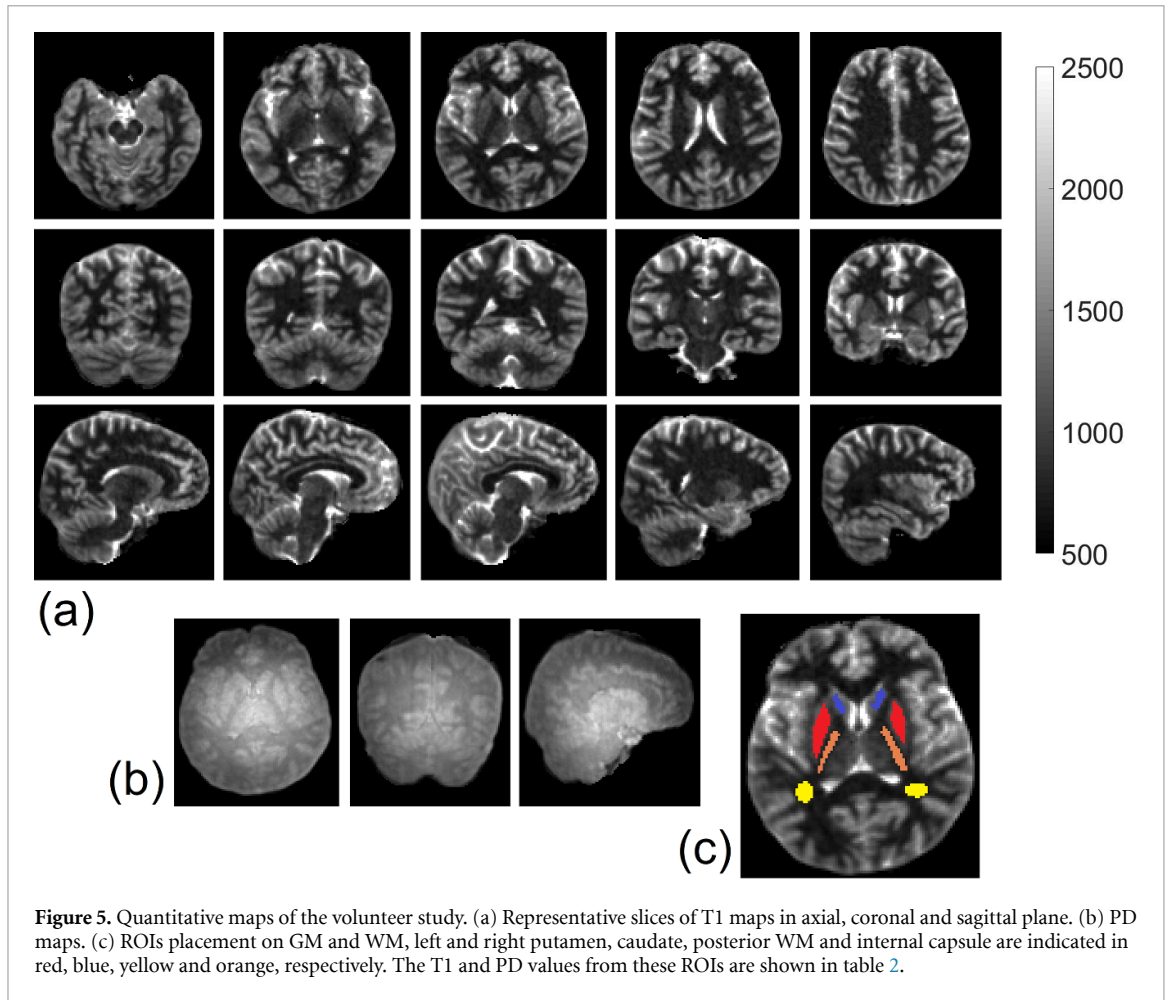 2500
2000
1500
1000
500
(a)
(b)
(c)
Figure 5. Quantitative maps of the volunteer study. (a) Representative slices of T1 maps in axial, coronal and sagittal plane. (b) PD
maps. (c) ROIs placement on GM and WM, left and right putamen, caudate, posterior WM and internal capsule are indicated in
red, blue, yellow and orange, respectively. The T1 and PD values from these ROIs are shown in table 2.